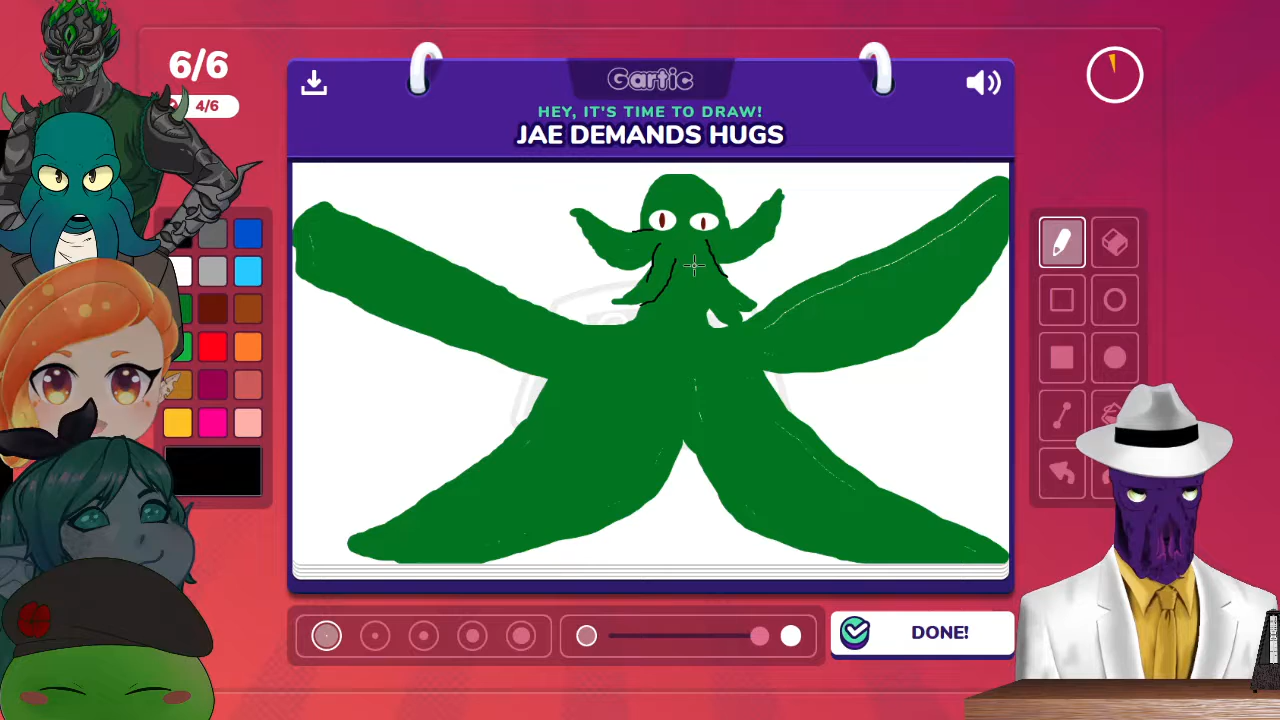 6/6
4/6
Gartic
HEY, IT'S TIME TO DRAW!
JAE DEMANDS HUGS
DONE!